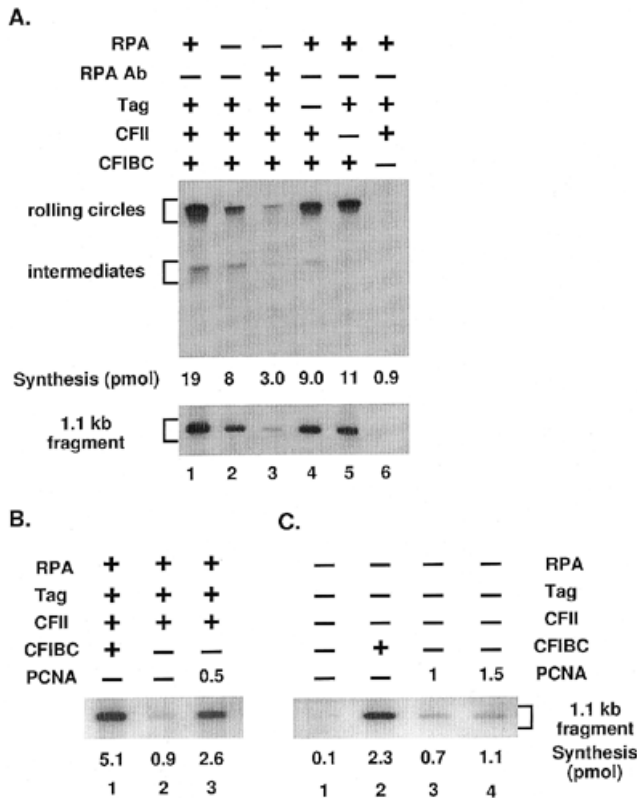 A.
RPA + — — + + +
RPA Ab — — + — — —
Tag + + + — + +
CFII + + + + — +
CFIBC + + + + + —
rolling circles
intermediates
Synthesis (pmol) 19 8 3.0 9.0 11 0.9
1.1 kb
fragment
1 2 3 4 5 6
B.
RPA + + +
Tag + + +
CFII + + +
CFIBC + — —
PCNA — — 0.5
5.1 0.9 2.6
1 2 3
C.
— — — — RPA
— — — — Tag
— — — — CFII
— + — — CFIBC
— — 1 1.5 PCNA
1.1 kb
fragment
0.1 2.3 0.7 1.1 Synthesis
(pmol)
1 2 3 4